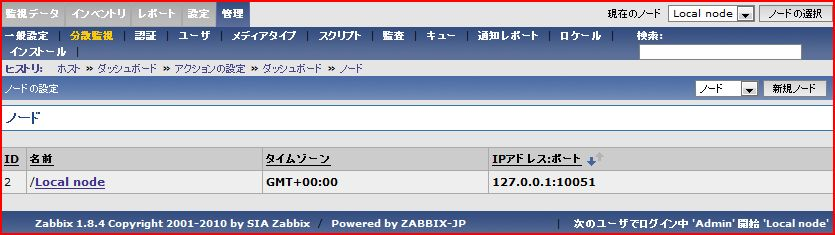 監視データ インベントリ レポート 設定 管理 現在のノード Local node ノードの選択
一般設定 | 分散監視 | 認証 | ユーザ | メディアタイプ | スクリプト | 監査 | キュー | 通知レポート | ロケール | 検索:
インストール |
ヒストリ: ホスト » ダッシュボード » アクションの設定 » ダッシュボード » ノード
ノードの設定 ノード 新規ノード
ノード
ID 名前 タイムゾーン IPアドレス:ポート
2 /Local node GMT+00:00 127.0.0.1:10051
Zabbix 1.8.4 Copyright 2001-2010 by SIA Zabbix / Powered by ZABBIX-JP | 次のユーザでログイン中 'Admin' 開始 'Local node'